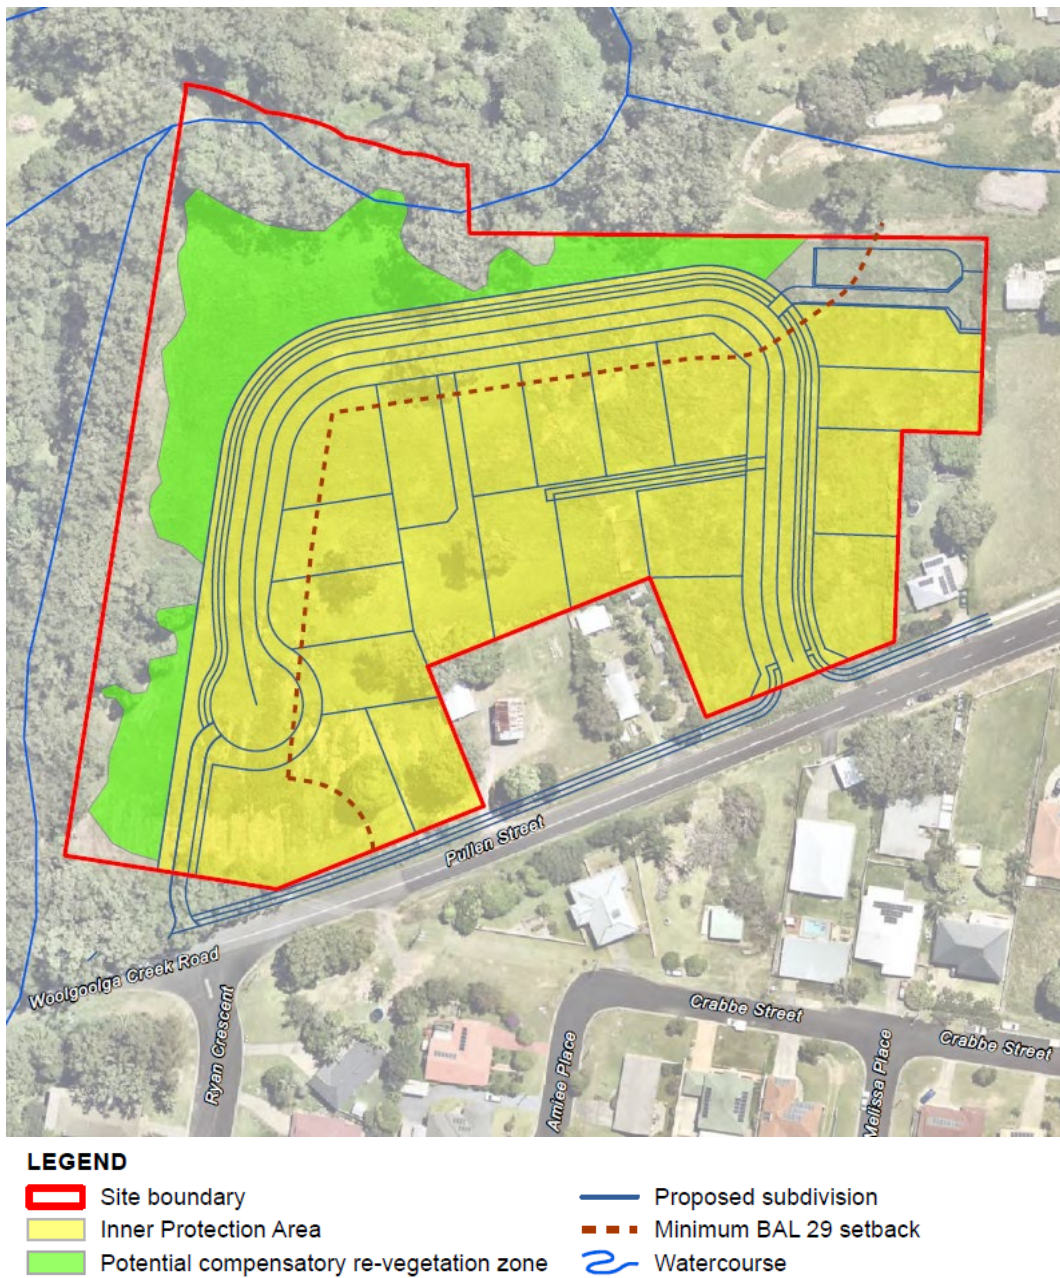 Pullen Street
Woolgoolga Creek Road
Ryan Crescent
Crabbe Street
Amiee Place
Melissa Place
Crabbe Street
LEGEND
Site boundary
Inner Protection Area
Potential compensatory re-vegetation zone
Proposed subdivision
Minimum BAL 29 setback
Watercourse